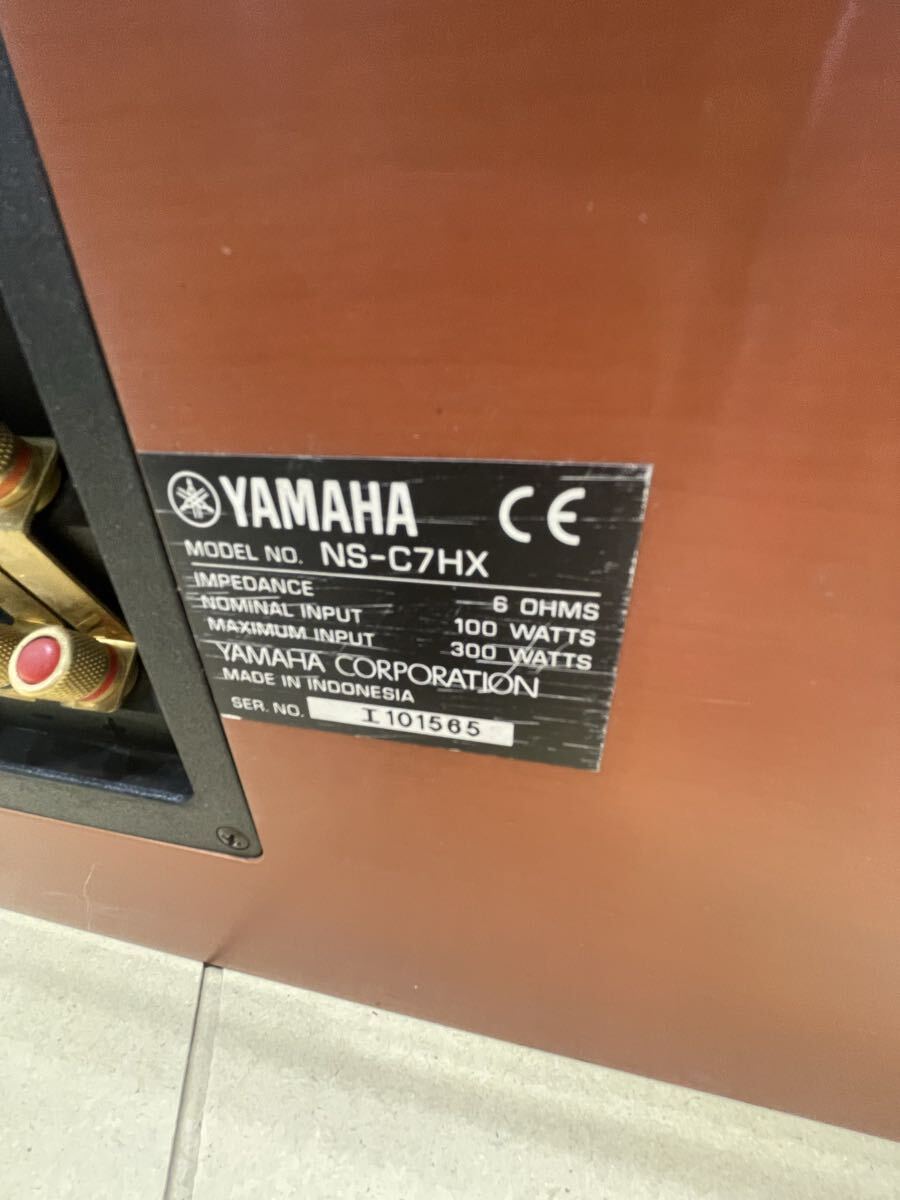 YAMAHA CE
MODEL NO. NS-C7HX
IMPEDANCE 6 OHMS
NOMINAL INPUT 100 WATTS
MAXIMUM INPUT 300 WATTS
YAMAHA CORPORATION
MADE IN INDONESIA
SER. NO. I 101565